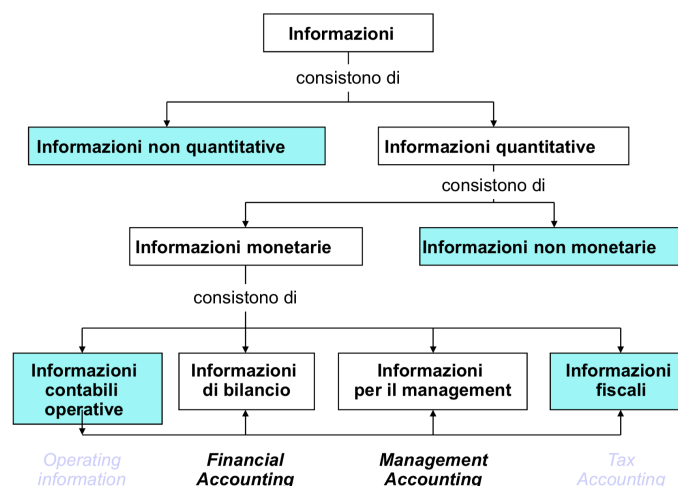 Informazioni
consistono di
Informazioni non quantitative
Informazioni quantitative
consistono di
Informazioni monetarie
Informazioni non monetarie
consistono di
Informazioni
contabili
operative
Informazioni
di bilancio
Informazioni
per il management
Informazioni
fiscali
Operating
information
Financial
Accounting
Management
Accounting
Tax
Accounting